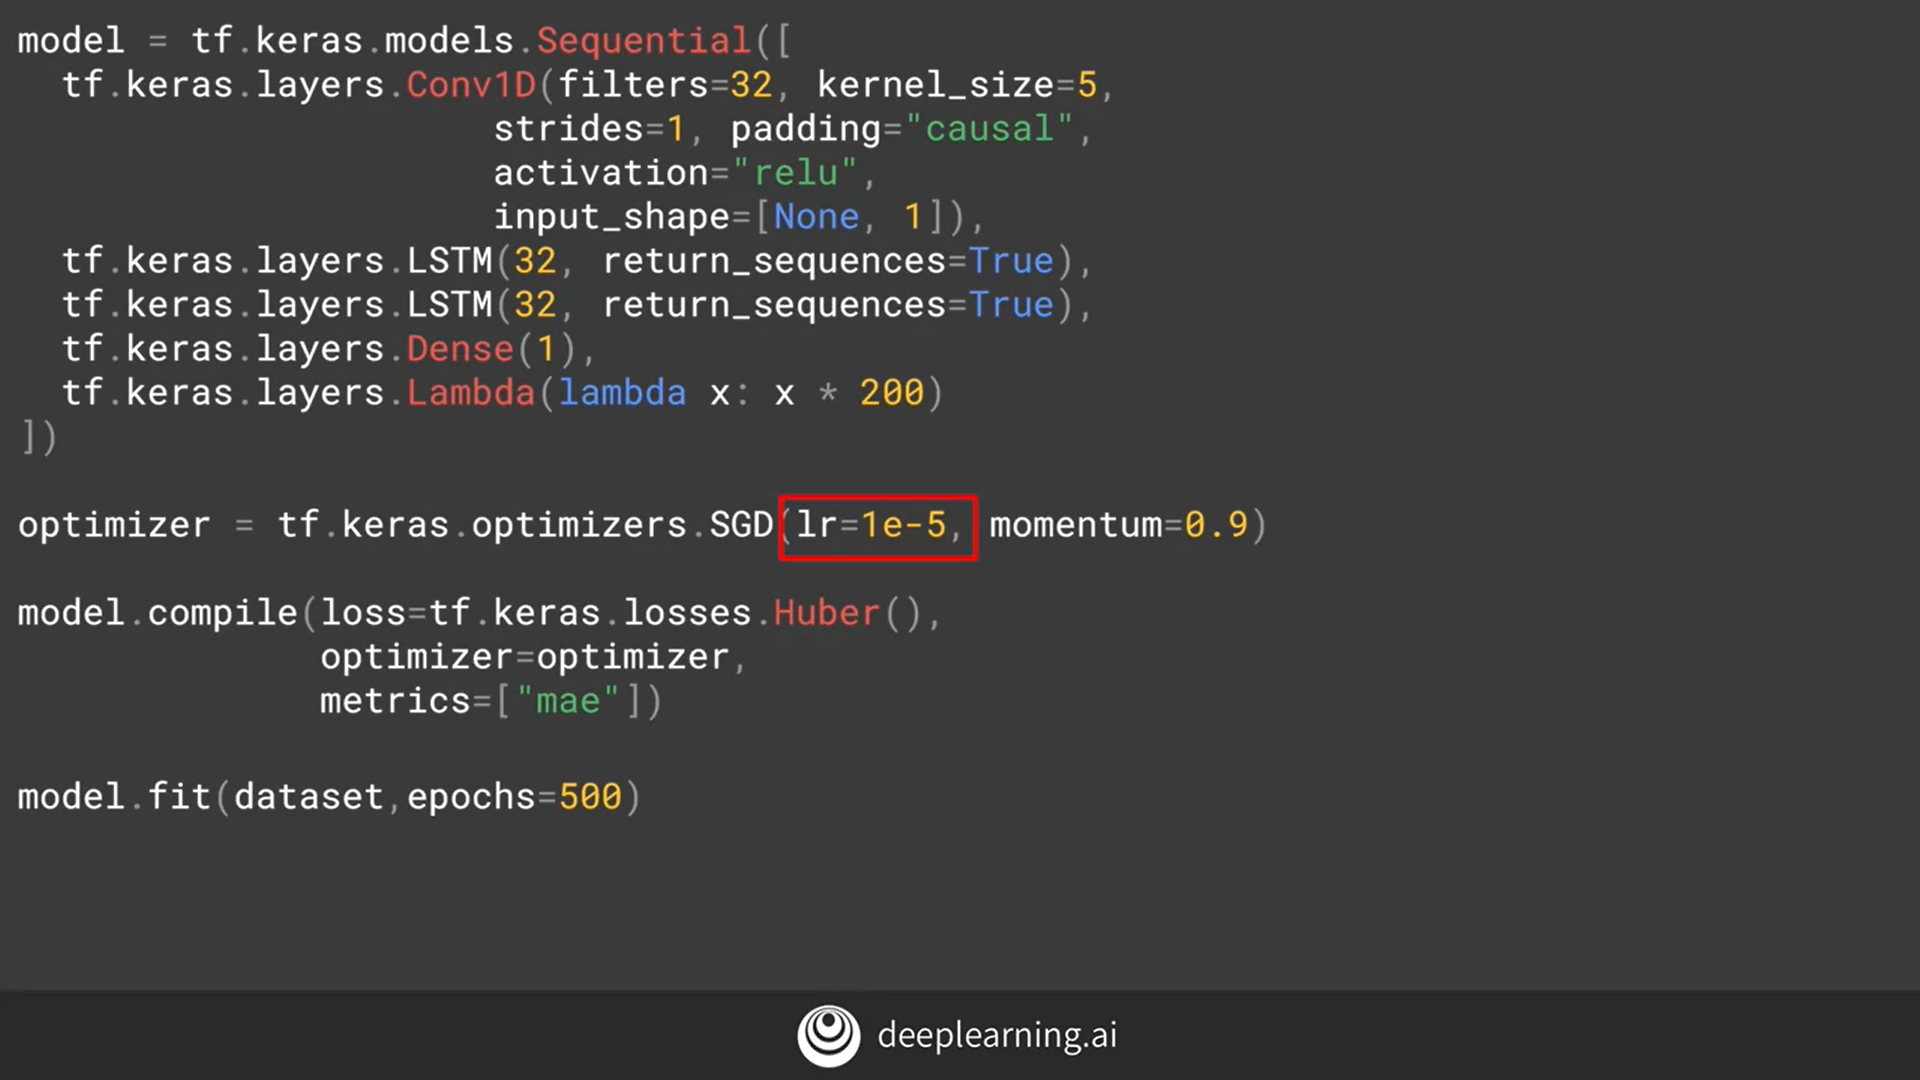 model = tf.keras.models.Sequential([
  tf.keras.layers.Conv1D(filters=32, kernel_size=5,
                      strides=1, padding="causal",
                      activation="relu",
                      input_shape=[None, 1]),
  tf.keras.layers.LSTM(32, return_sequences=True),
  tf.keras.layers.LSTM(32, return_sequences=True),
  tf.keras.layers.Dense(1),
  tf.keras.layers.Lambda(lambda x: x * 200)
])
optimizer = tf.keras.optimizers.SGD(lr=1e-5, momentum=0.9)
model.compile(loss=tf.keras.losses.Huber(),
              optimizer=optimizer,
              metrics=["mae"])
model.fit(dataset,epochs=500)
deeplearning.ai